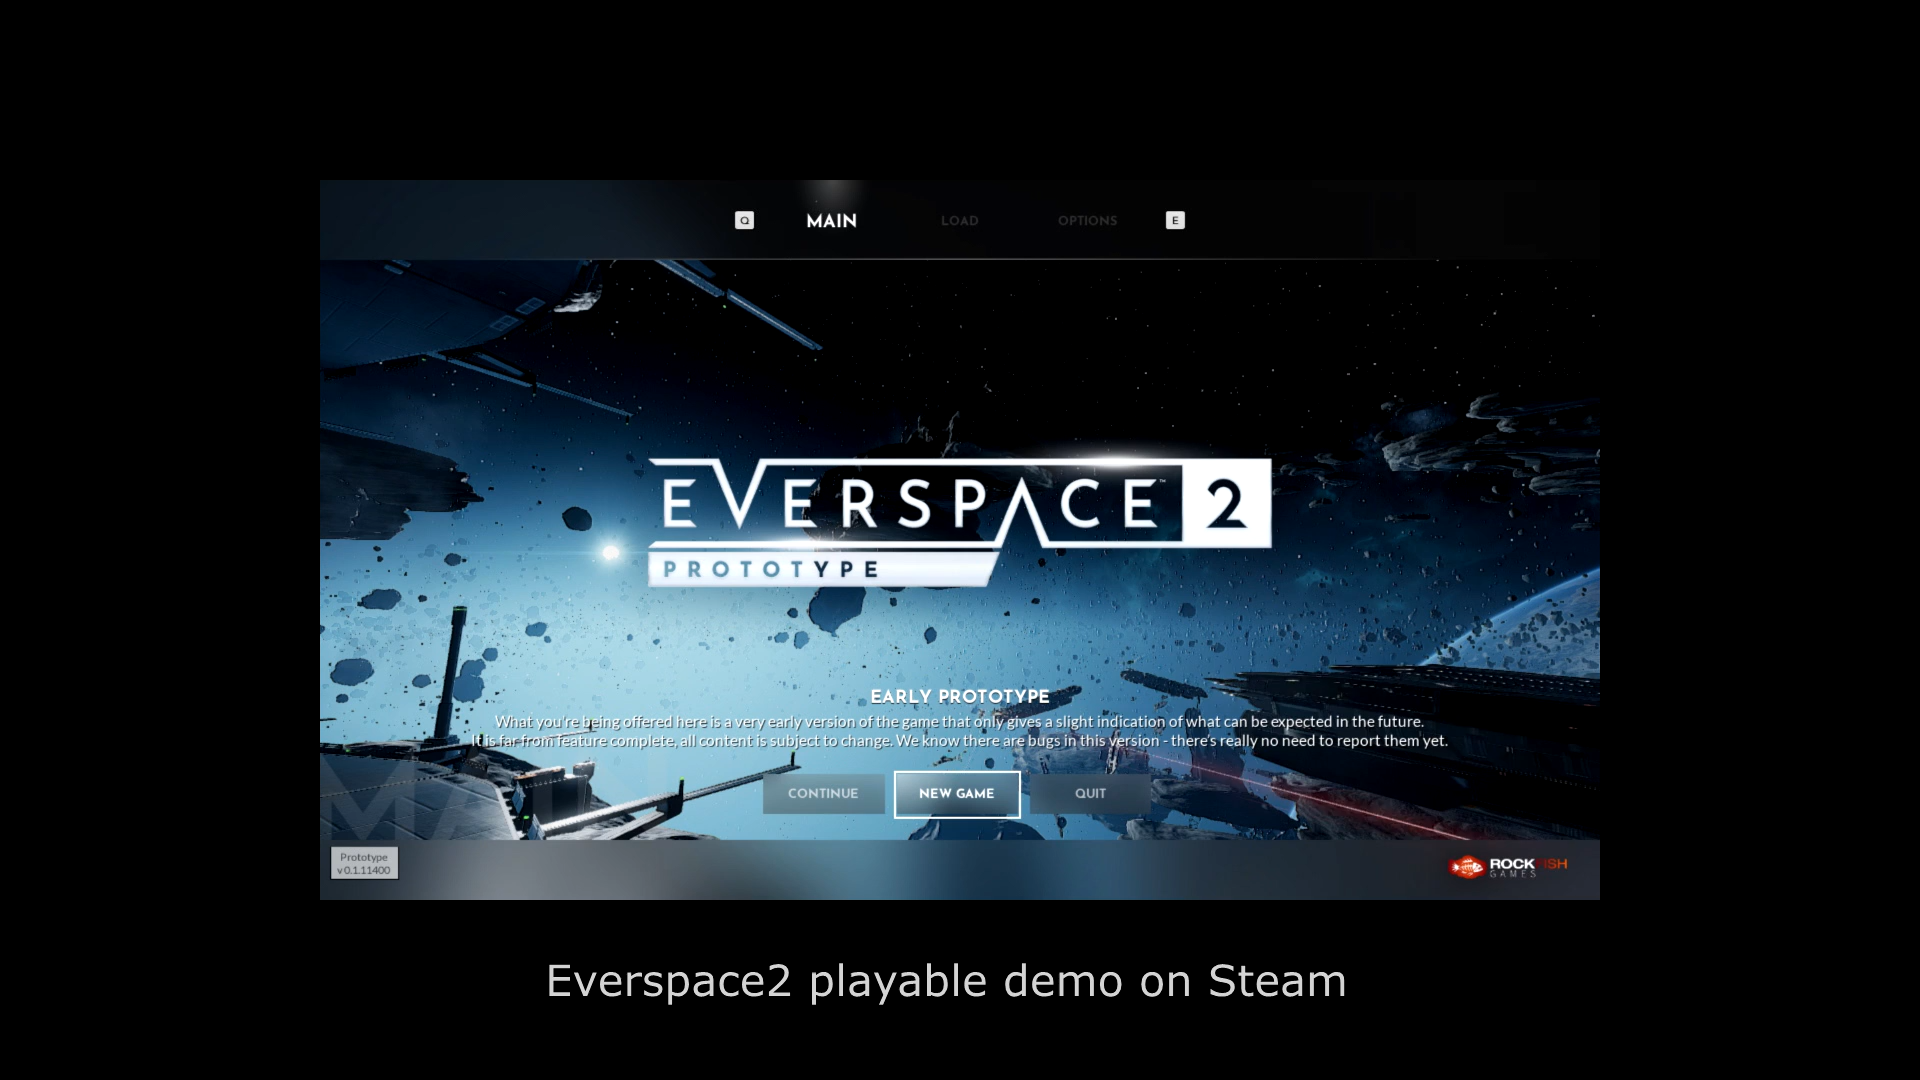 Q MAIN LOAD OPTIONS E
EVERSPACE™ 2
PROTOTYPE
EARLY PROTOTYPE
What you're being offered here is a very early version of the game that only gives a slight indication of what can be expected in the future.
It is far from feature complete, all content is subject to change. We know there are bugs in this version - there's really no need to report them yet.
CONTINUE NEW GAME QUIT
MAIN
Prototype
v 0.1.11400
ROCKFISH
GAMES
Everspace2 playable demo on Steam